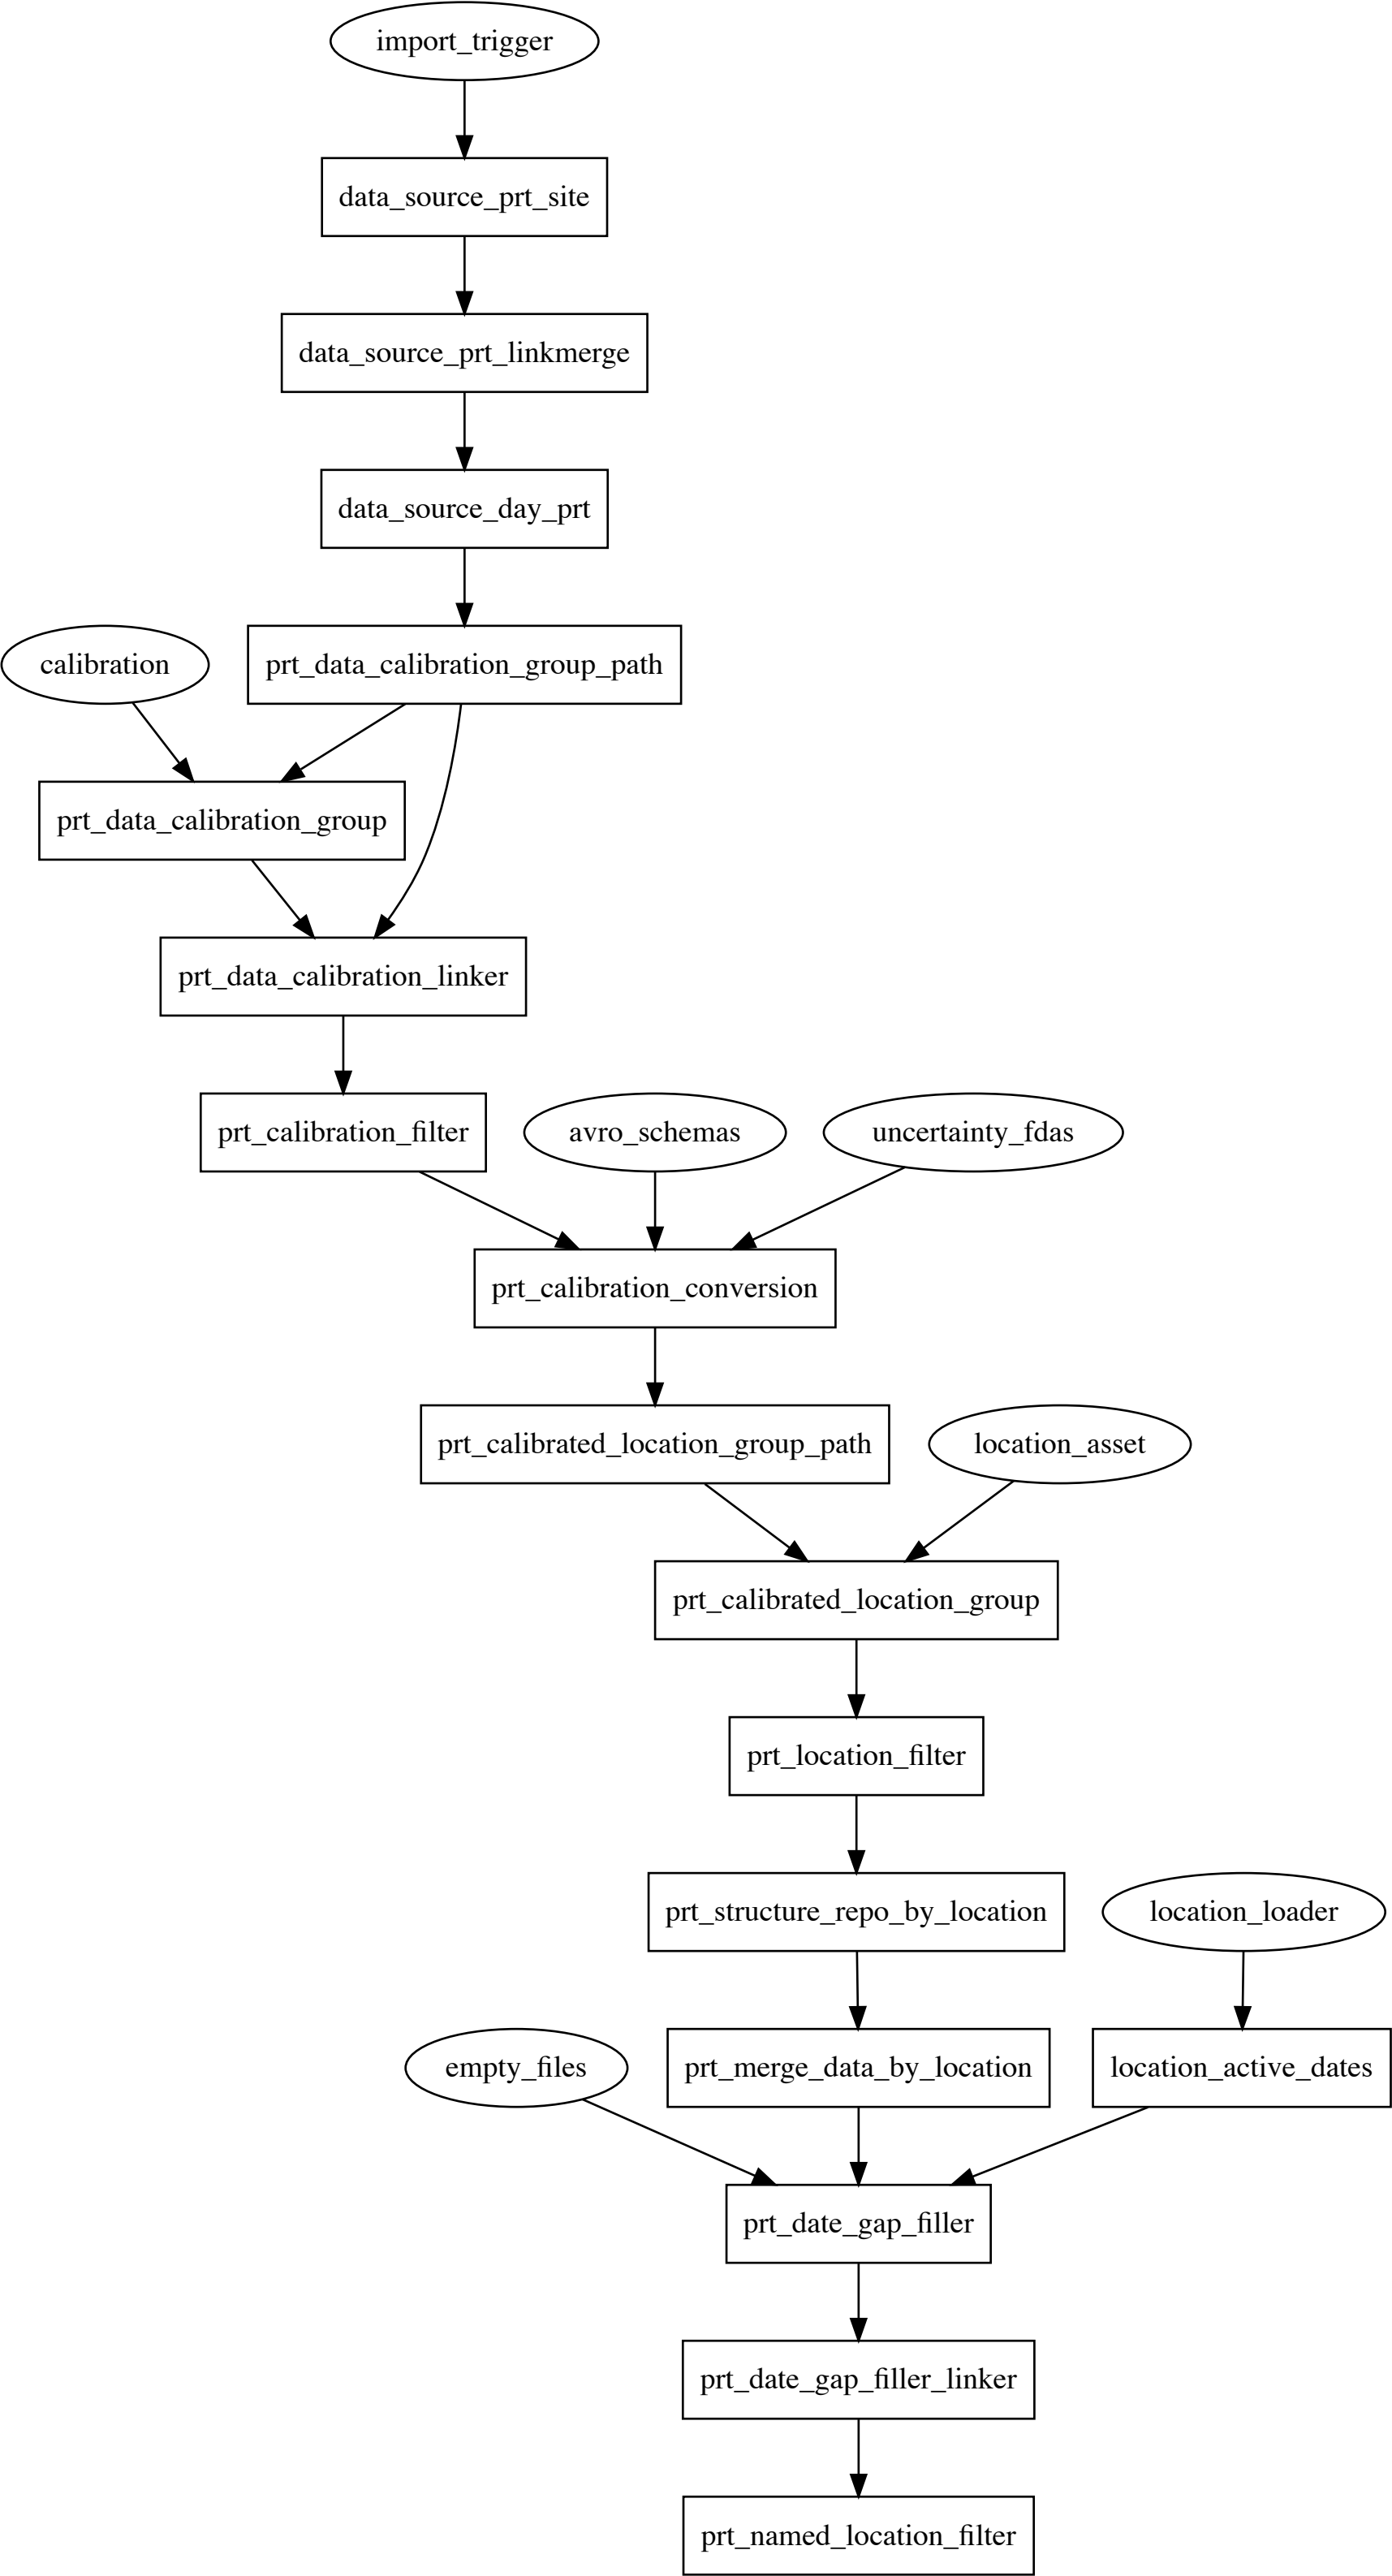 import_trigger
data_source_prt_site
data_source_prt_linkmerge
data_source_day_prt
calibration
prt_data_calibration_group_path
prt_data_calibration_group
prt_data_calibration_linker
prt_calibration_filter
avro_schemas
uncertainty_fdas
prt_calibration_conversion
prt_calibrated_location_group_path
location_asset
prt_calibrated_location_group
prt_location_filter
prt_structure_repo_by_location
location_loader
empty_files
prt_merge_data_by_location
location_active_dates
prt_date_gap_filler
prt_date_gap_filler_linker
prt_named_location_filter